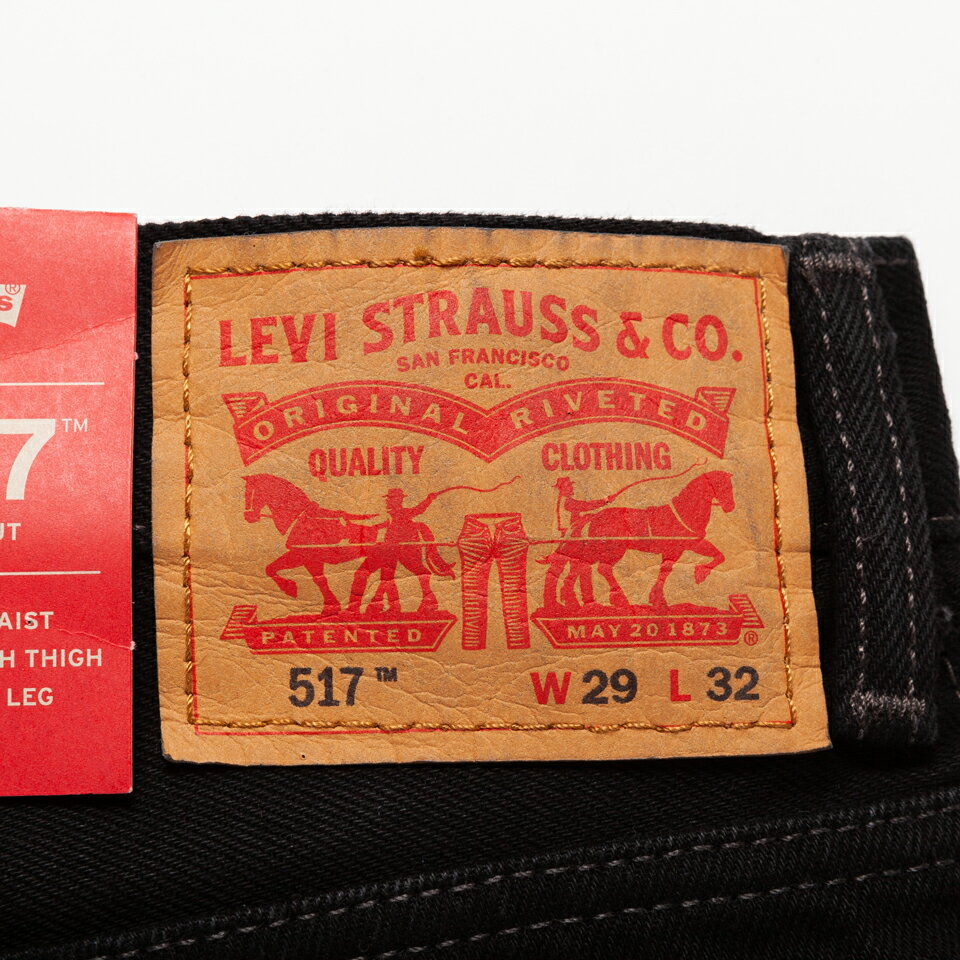 LEVI STRAUSS & CO.
SAN FRANCISCO
CAL.
ORIGINAL RIVETED
QUALITY CLOTHING
PATENTED MAY 20 1873 ®
517™ W 29 L 32
S®
7™
UT
AIST
H THIGH
LEG